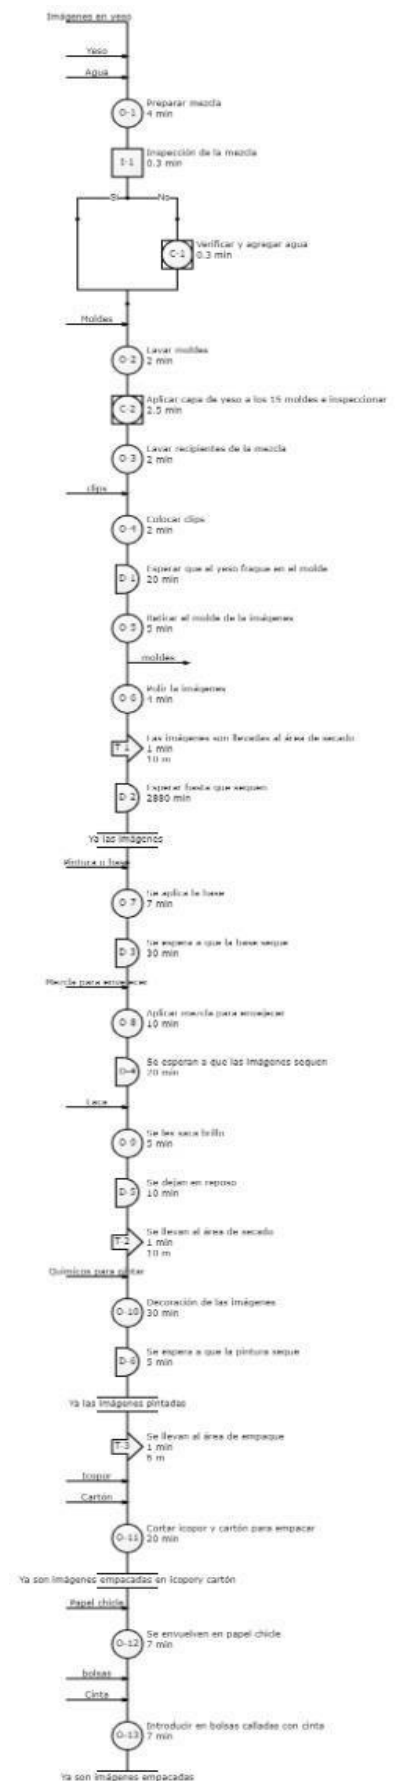 Imágenes en yeso
Yeso
Agua
O-1
Preparar mezcla
4 min
I-1
Inspección de la mezcla
0.3 min
Si
No
C-1
Verificar y agregar agua
0.3 min
Moldes
O-2
Lavar moldes
2 min
C-2
Aplicar capa de yeso a los 15 moldes e inspeccionar
2.5 min
O-3
Lavar recipientes de la mezcla
2 min
clips
O-4
Colocar clips
2 min
D-1
Esperar que el yeso frague en el molde
20 min
O-5
Retirar el molde de la imágenes
5 min
moldes
O-6
Polir la imágenes
4 min
T-1
Las imágenes son llevadas al área de secado
1 min
10 m
D-2
Esperar hasta que sequen
2880 min
Ya las imágenes
Pintura o base
O-7
Se aplica la base
7 min
D-3
Se espera a que la base seque
30 min
Mezcla para envejecer
O-8
Aplicar mezcla para envejecer
10 min
D-4
Se esperan a que las imágenes sequen
20 min
Laca
O-9
Se les saca brillo
5 min
D-5
Se dejan en reposo
10 min
T-2
Se llevan al área de secado
1 min
10 m
Químicos para pintar
O-10
Decoración de las imágenes
30 min
D-6
Se espera a que la pintura seque
5 min
Ya las imágenes pintadas
T-3
Se llevan al área de empaque
1 min
6 m
Icopor
Cartón
O-11
Cortar icopor y cartón para empacar
20 min
Ya son imágenes empacadas en icopory cartón
Papel chicle
O-12
Se envuelven en papel chicle
7 min
bolsas
Cinta
O-13
Introducir en bolsas calladas con cinta
7 min
Ya son imágenes empacadas